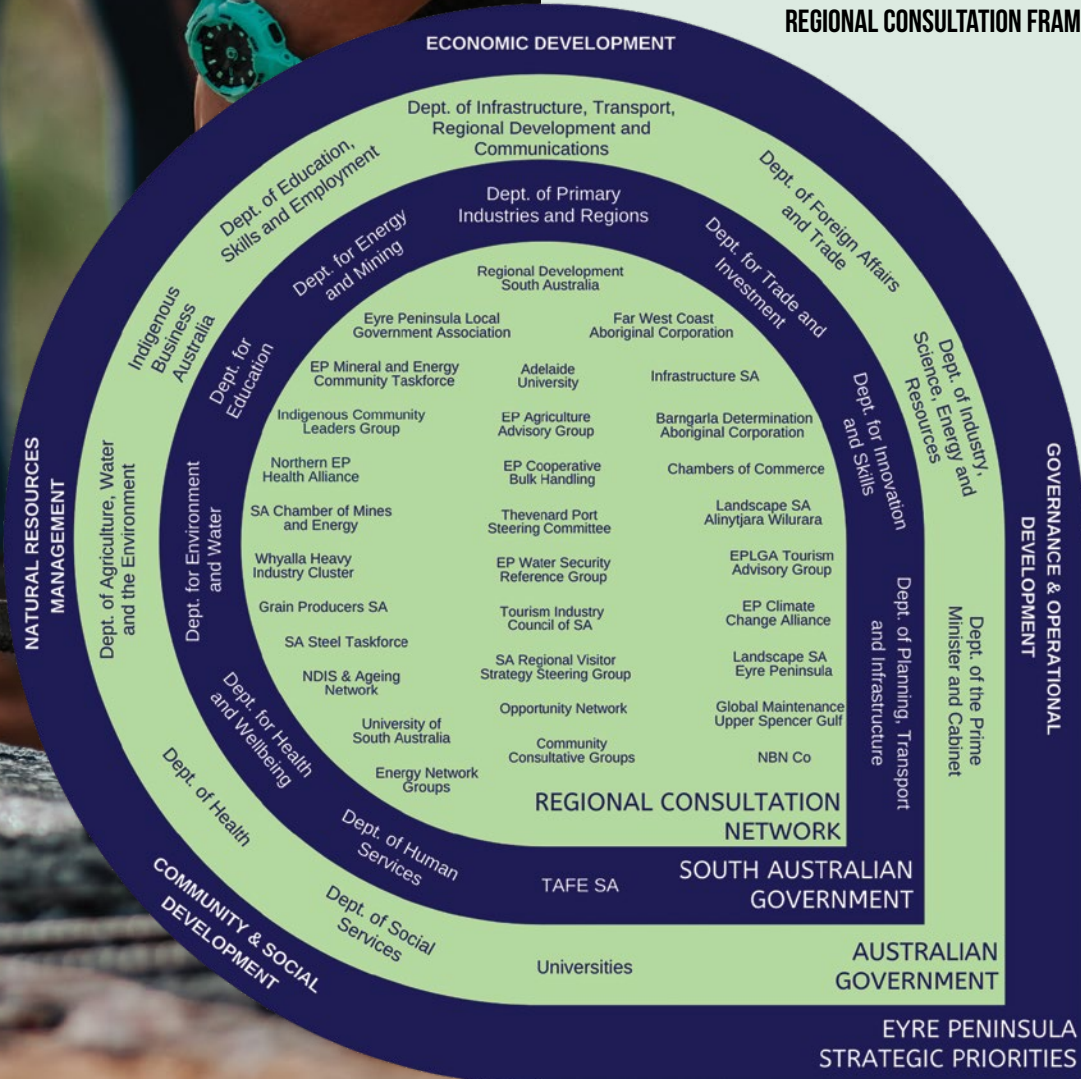 REGIONAL CONSULTATION FRAM
ECONOMIC DEVELOPMENT
Dept. of Infrastructure, Transport,
Regional Development and
Communications
Dept. of Education,
Skills and Employment
Dept. of Foreign Affairs
and Trade
Indigenous
Business
Australia
Dept. of Industry,
Science, Energy and
Resources
Dept. of Agriculture, Water
and the Environment
Dept. of the Prime
Minister and Cabinet
Dept. of Health
Dept. of Social
Services
Universities
AUSTRALIAN
GOVERNMENT
NATURAL RESOURCES
MANAGEMENT
GOVERNANCE & OPERATIONAL
DEVELOPMENT
COMMUNITY & SOCIAL
DEVELOPMENT
EYRE PENINSULA
STRATEGIC PRIORITIES
Dept. of Primary
Industries and Regions
Dept. for Energy
and Mining
Dept. for Trade and
Investment
Dept. for
Education
Dept. for Innovation
and Skills
Dept. for Environment
and Water
Dept. of Planning, Transport
and Infrastructure
Dept. for Health
and Wellbeing
Dept. of Human
Services
TAFE SA
SOUTH AUSTRALIAN
GOVERNMENT
Regional Development
South Australia
Eyre Peninsula Local
Government Association
Far West Coast
Aboriginal Corporation
EP Mineral and Energy
Community Taskforce
Adelaide
University
Infrastructure SA
Indigenous Community
Leaders Group
EP Agriculture
Advisory Group
Barngarla Determination
Aboriginal Corporation
Northern EP
Health Alliance
EP Cooperative
Bulk Handling
Chambers of Commerce
SA Chamber of Mines
and Energy
Thevenard Port
Steering Committee
Landscape SA
Alinytjara Wilurara
Whyalla Heavy
Industry Cluster
EP Water Security
Reference Group
EPLGA Tourism
Advisory Group
Grain Producers SA
Tourism Industry
Council of SA
EP Climate
Change Alliance
SA Steel Taskforce
SA Regional Visitor
Strategy Steering Group
Landscape SA
Eyre Peninsula
NDIS & Ageing
Network
Opportunity Network
Global Maintenance
Upper Spencer Gulf
University of
South Australia
Community
Consultative Groups
NBN Co
Energy Network
Groups
REGIONAL CONSULTATION
NETWORK